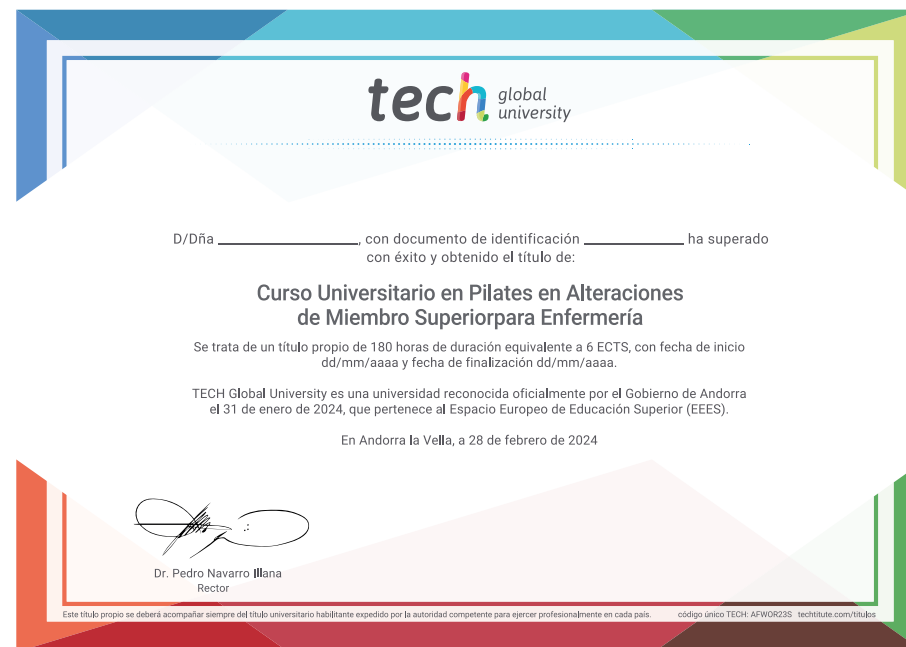 tech global university
D/Dña ____________________, con documento de identificación ______________ ha superado
con éxito y obtenido el título de:
Curso Universitario en Pilates en Alteraciones
de Miembro Superiorpara Enfermería
Se trata de un título propio de 180 horas de duración equivalente a 6 ECTS, con fecha de inicio
dd/mm/aaaa y fecha de finalización dd/mm/aaaa.
TECH Global University es una universidad reconocida oficialmente por el Gobierno de Andorra
el 31 de enero de 2024, que pertenece al Espacio Europeo de Educación Superior (EEES).
En Andorra la Vella, a 28 de febrero de 2024
Dr. Pedro Navarro Illana
Rector
Este título propio se deberá acompañar siempre del título universitario habilitante expedido por la autoridad competente para ejercer profesionalmente en cada país. código único TECH: AFWOR23S techtitute.com/titulos